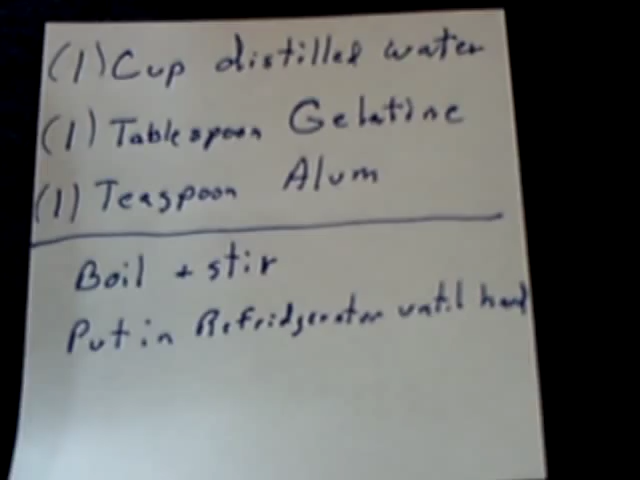 (1) Cup distilled water
(1) Tablespoon Gelatine
(1) Teaspoon Alum
Boil + stir
Put in Refridgerator until hard